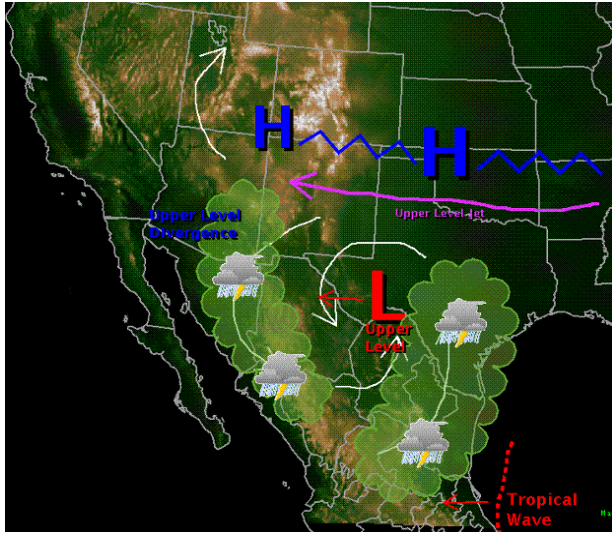 H
H
Upper Level Jet
Upper Level
Divergence
L
Upper
Level
Tropical
Wave